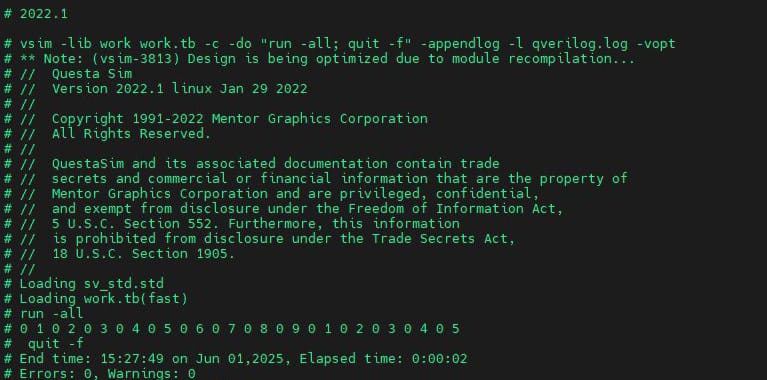 # 2022.1
# vsim -lib work work.tb -c -do "run -all; quit -f" -appendlog -l qverilog.log -vopt
# ** Note: (vsim-3813) Design is being optimized due to module recompilation...
# //  Questa Sim
# //  Version 2022.1 linux Jan 29 2022
# //
# //  Copyright 1991-2022 Mentor Graphics Corporation
# //  All Rights Reserved.
# //
# //  QuestaSim and its associated documentation contain trade
# //  secrets and commercial or financial information that are the property of
# //  Mentor Graphics Corporation and are privileged, confidential,
# //  and exempt from disclosure under the Freedom of Information Act,
# //  5 U.S.C. Section 552. Furthermore, this information
# //  is prohibited from disclosure under the Trade Secrets Act,
# //  18 U.S.C. Section 1905.
# //
# Loading sv_std.std
# Loading work.tb(fast)
# run -all
# 0 1 0 2 0 3 0 4 0 5 0 6 0 7 0 8 0 9 0 1 0 2 0 3 0 4 0 5
#  quit -f
# End time: 15:27:49 on Jun 01,2025, Elapsed time: 0:00:02
# Errors: 0, Warnings: 0